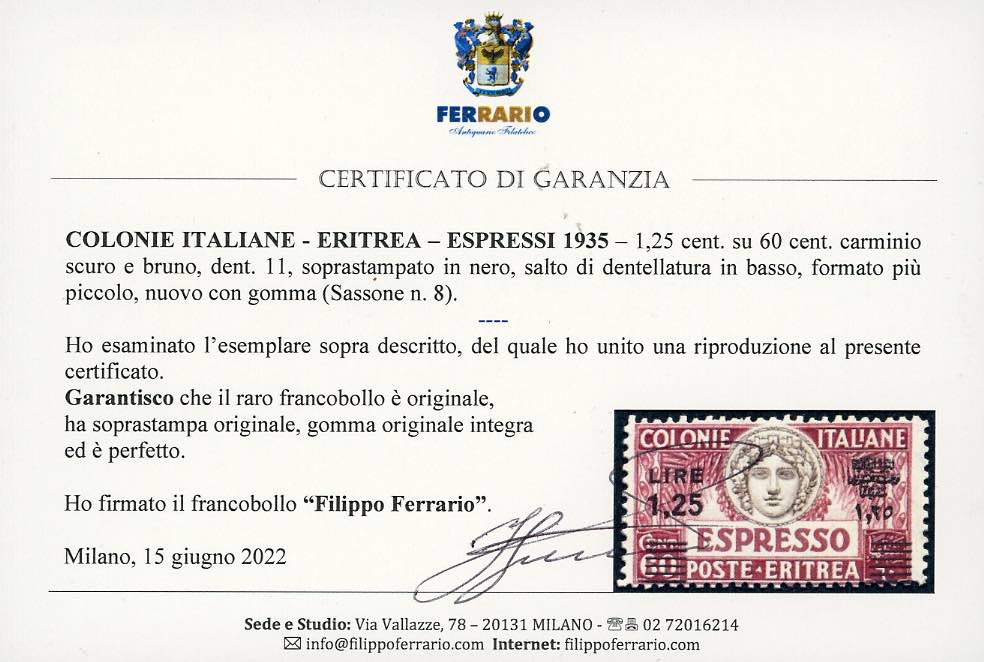 FERRARIO
Antiquario Filatelico
CERTIFICATO DI GARANZIA
COLONIE ITALIANE - ERITREA – ESPRESSI 1935 – 1,25 cent. su 60 cent. carminio
scuro e bruno, dent. 11, soprastampato in nero, salto di dentellatura in basso, formato più
piccolo, nuovo con gomma (Sassone n. 8).
----
Ho esaminato l’esemplare sopra descritto, del quale ho unito una riproduzione al presente
certificato.
Garantisco che il raro francobollo è originale,
ha soprastampa originale, gomma originale integra
ed è perfetto.
Ho firmato il francobollo “Filippo Ferrario”.
Milano, 15 giugno 2022
COLONIE ITALIANE
LIRE
1,25
١,٢٥
ESPRESSO
60
POSTE·ERITREA
Sede e Studio: Via Vallazze, 78 – 20131 MILANO - 02 72016214
info@filippoferrario.com Internet: filippoferrario.com